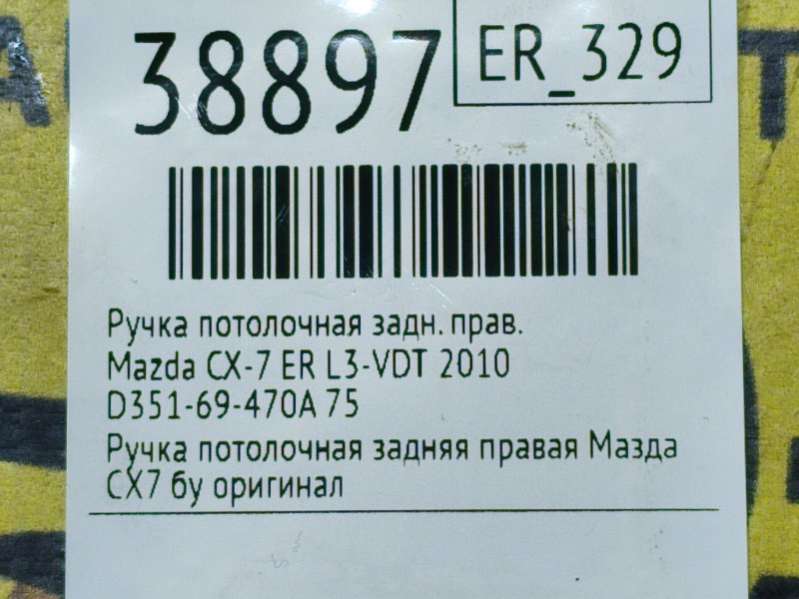 38897
ER_329
Ручка потолочная задн. прав.
Mazda CX-7 ER L3-VDT 2010
D351-69-470A 75
Ручка потолочная задняя правая Мазда
СХ7 бу оригинал